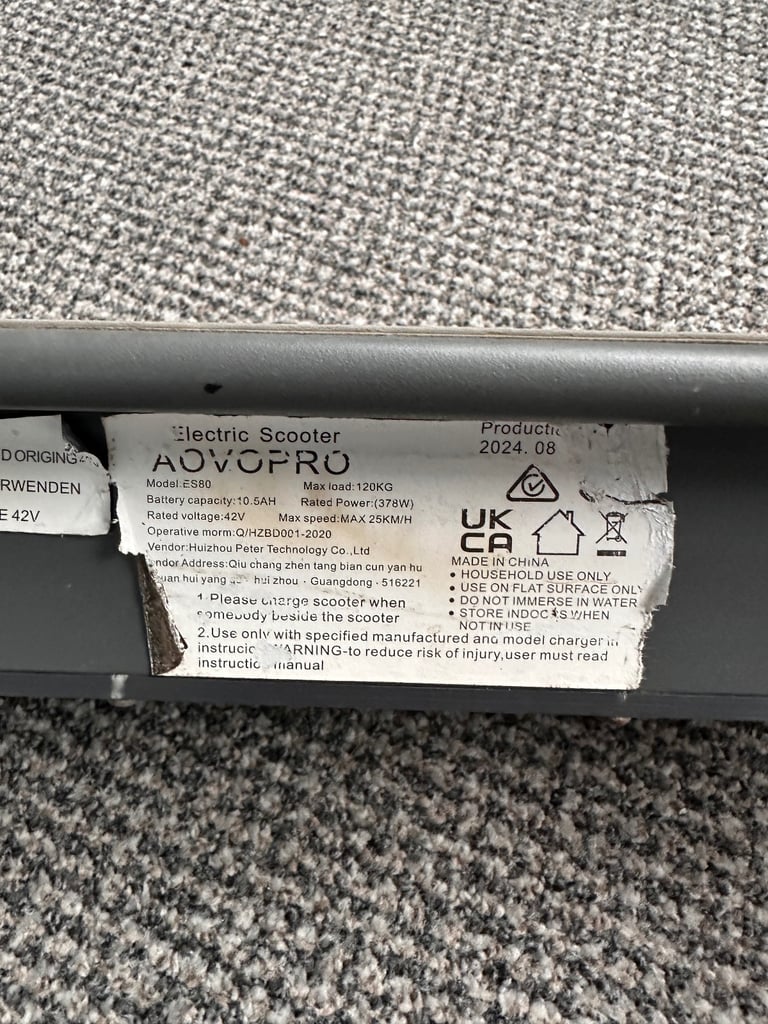 D ORIGING
RWENDEN
E 42V
Electric Scooter
AOVOPRO
Model:ES80 Max load:120KG
Battery capacity:10.5AH Rated Power:(378W)
Rated voltage:42V Max speed:MAX 25KM/H
Operative morm:Q/HZBD001-2020
Vendor:Huizhou Peter Technology Co.,Ltd
ndor Address:Qiu chang zhen tang bian cun yan hu
uan hui yang hui zhou · Guangdong · 516221
1.Please charge scooter when
somebody beside the scooter
2.Use only with specified manufactured and model charger in
instrucic WARNING-to reduce risk of injury,user must read
instructio manual
Producti
2024. 08
UK
CA
MADE IN CHINA
• HOUSEHOLD USE ONLY
• USE ON FLAT SURFACE ONLY
• DO NOT IMMERSE IN WATER
• STORE INDOORS WHEN
NOT IN USE